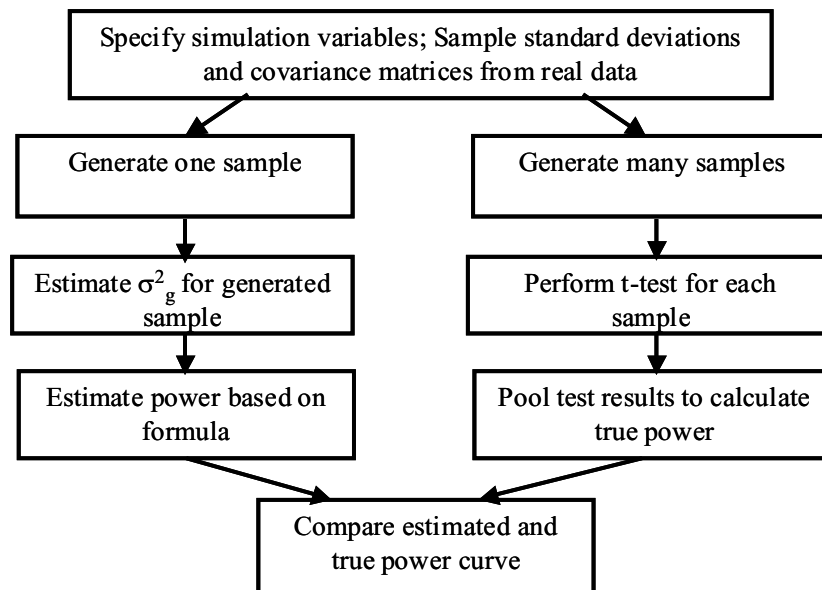 Specify simulation variables; Sample standard deviations
and covariance matrices from real data
Generate one sample
Generate many samples
Estimate σ²g for generated
sample
Perform t-test for each
sample
Estimate power based on
formula
Pool test results to calculate
true power
Compare estimated and
true power curve